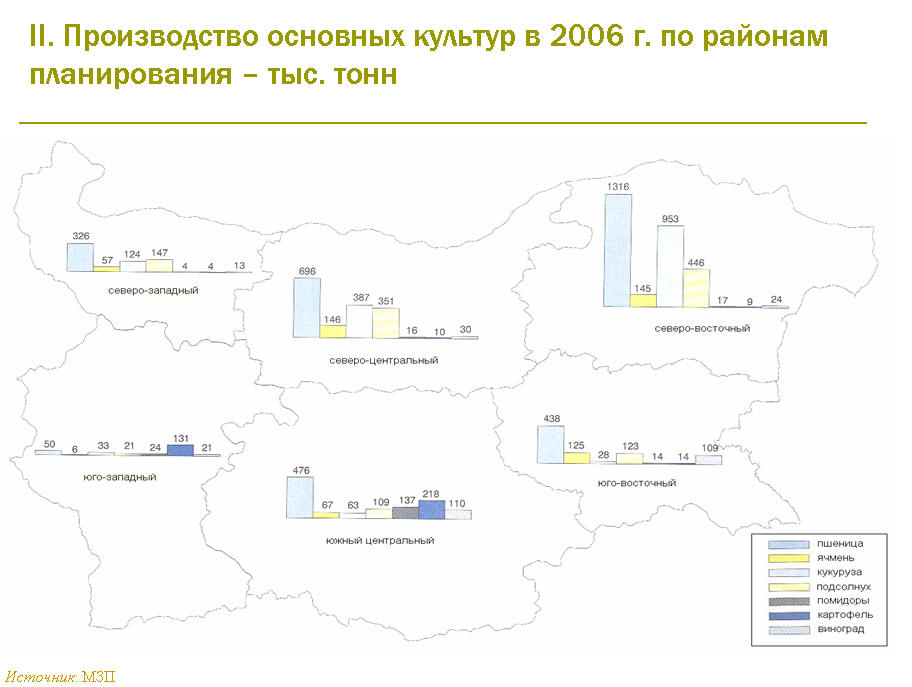 II. Производство основных культур в 2006 г. по районам
планирования – тыс. тонн
326
57
124
147
4
4
13
северо-западный
696
146
387
351
16
10
30
северо-центральный
1316
145
953
446
17
9
24
северо-восточный
50
6
33
21
24
131
21
юго-западный
476
67
63
109
137
218
110
южный центральный
438
125
28
123
14
14
109
юго-восточный
пшеница
ячмень
кукуруза
подсолнух
помидоры
картофель
виноград
Источник: МЗП